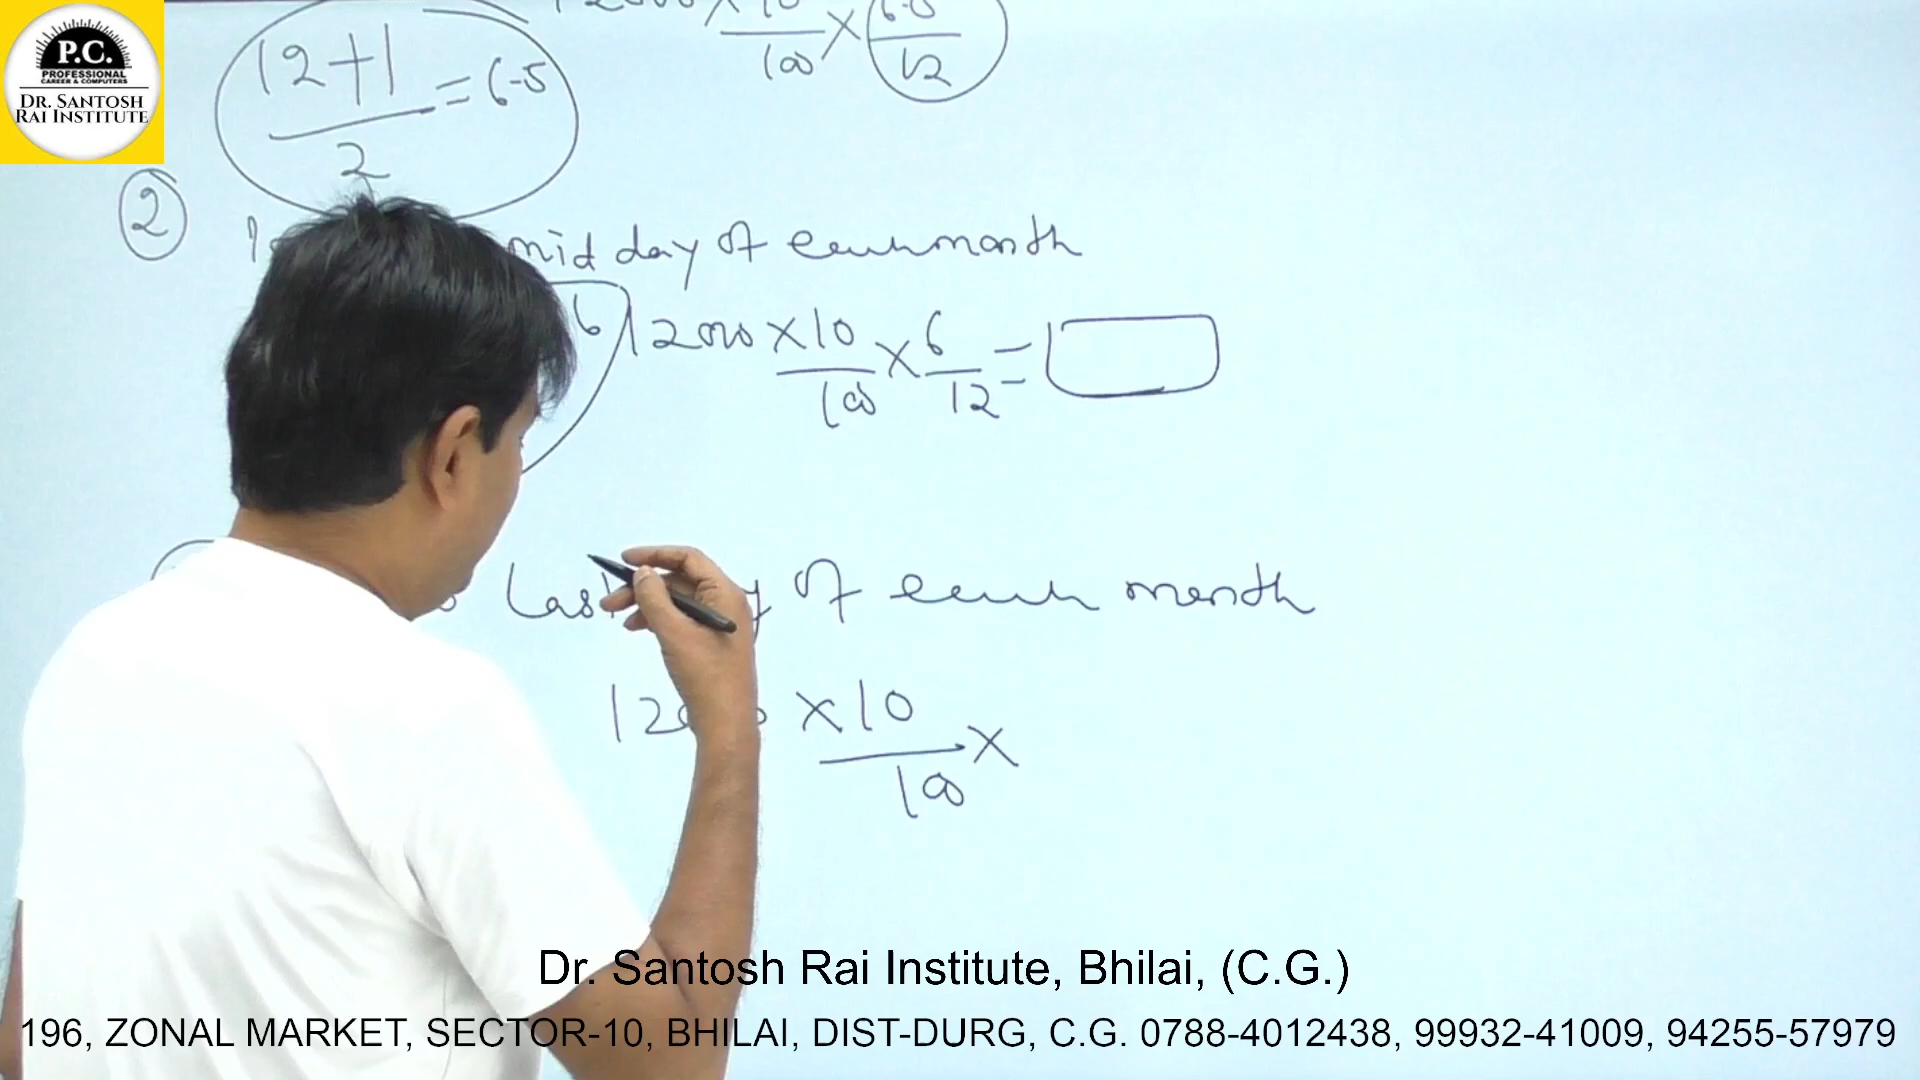 P.C.
PROFESSIONAL
CAREER & COMPUTERS
DR. SANTOSH
RAI INSTITUTE
12+1
2
=6.5
12000×10
100
×
6.5
12
2
mid day of each month
6
12000×10
100
×
6
12
=
Last
of each month
×10
100
×
Dr. Santosh Rai Institute, Bhilai, (C.G.)
196, ZONAL MARKET, SECTOR-10, BHILAI, DIST-DURG, C.G. 0788-4012438, 99932-41009, 94255-57979